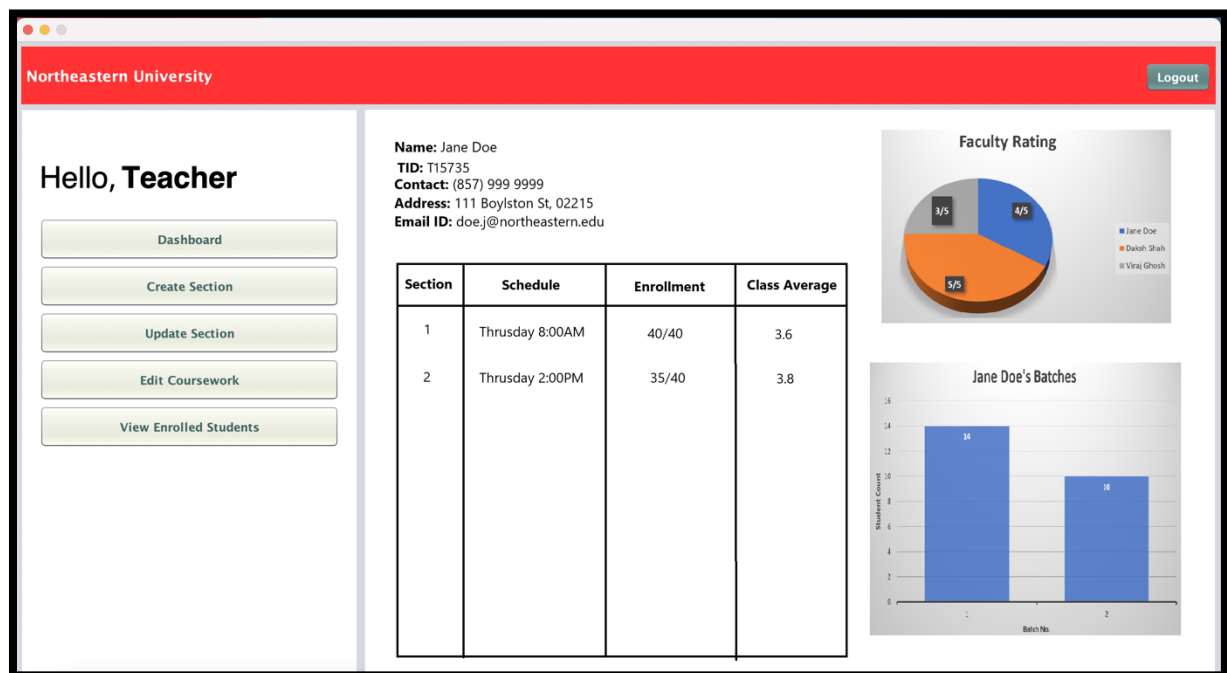 Northeastern University
Logout
Hello, Teacher
Dashboard
Create Section
Update Section
Edit Coursework
View Enrolled Students
Name: Jane Doe
TID: T15735
Contact: (857) 999 9999
Address: 111 Boylston St, 02215
Email ID: doe.j@northeastern.edu
Section Schedule Enrollment Class Average
1 Thrusday 8:00AM 40/40 3.6
2 Thrusday 2:00PM 35/40 3.8
Faculty Rating
3/5
4/5
5/5
Jane Doe
Daksh Shah
Viraj Ghosh
Jane Doe's Batches
Student Count
16
14
12
10
8
6
4
2
0
14
10
1
2
Batch No.